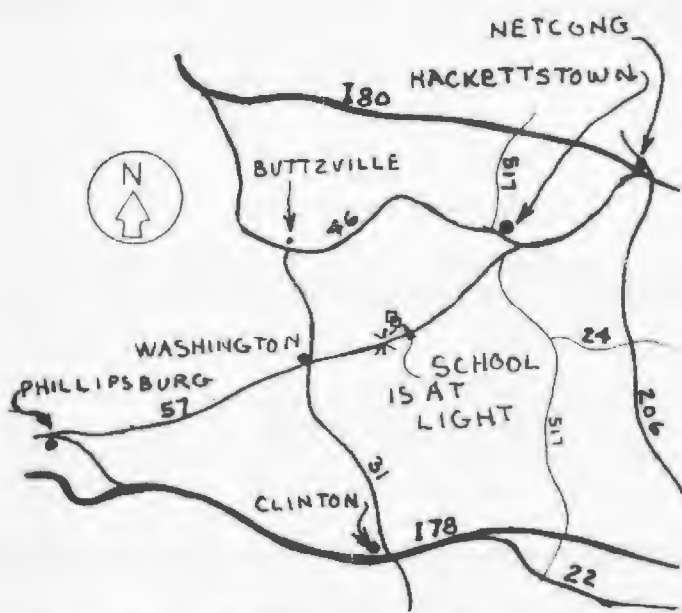 NETCONG
HACKETTSTOWN
I80
517
N
BUTTZVILLE
46
WASHINGTON
24
SCHOOL
IS AT
LIGHT
PHILLIPSBURG
57
206
517
31
CLINTON
I78
22